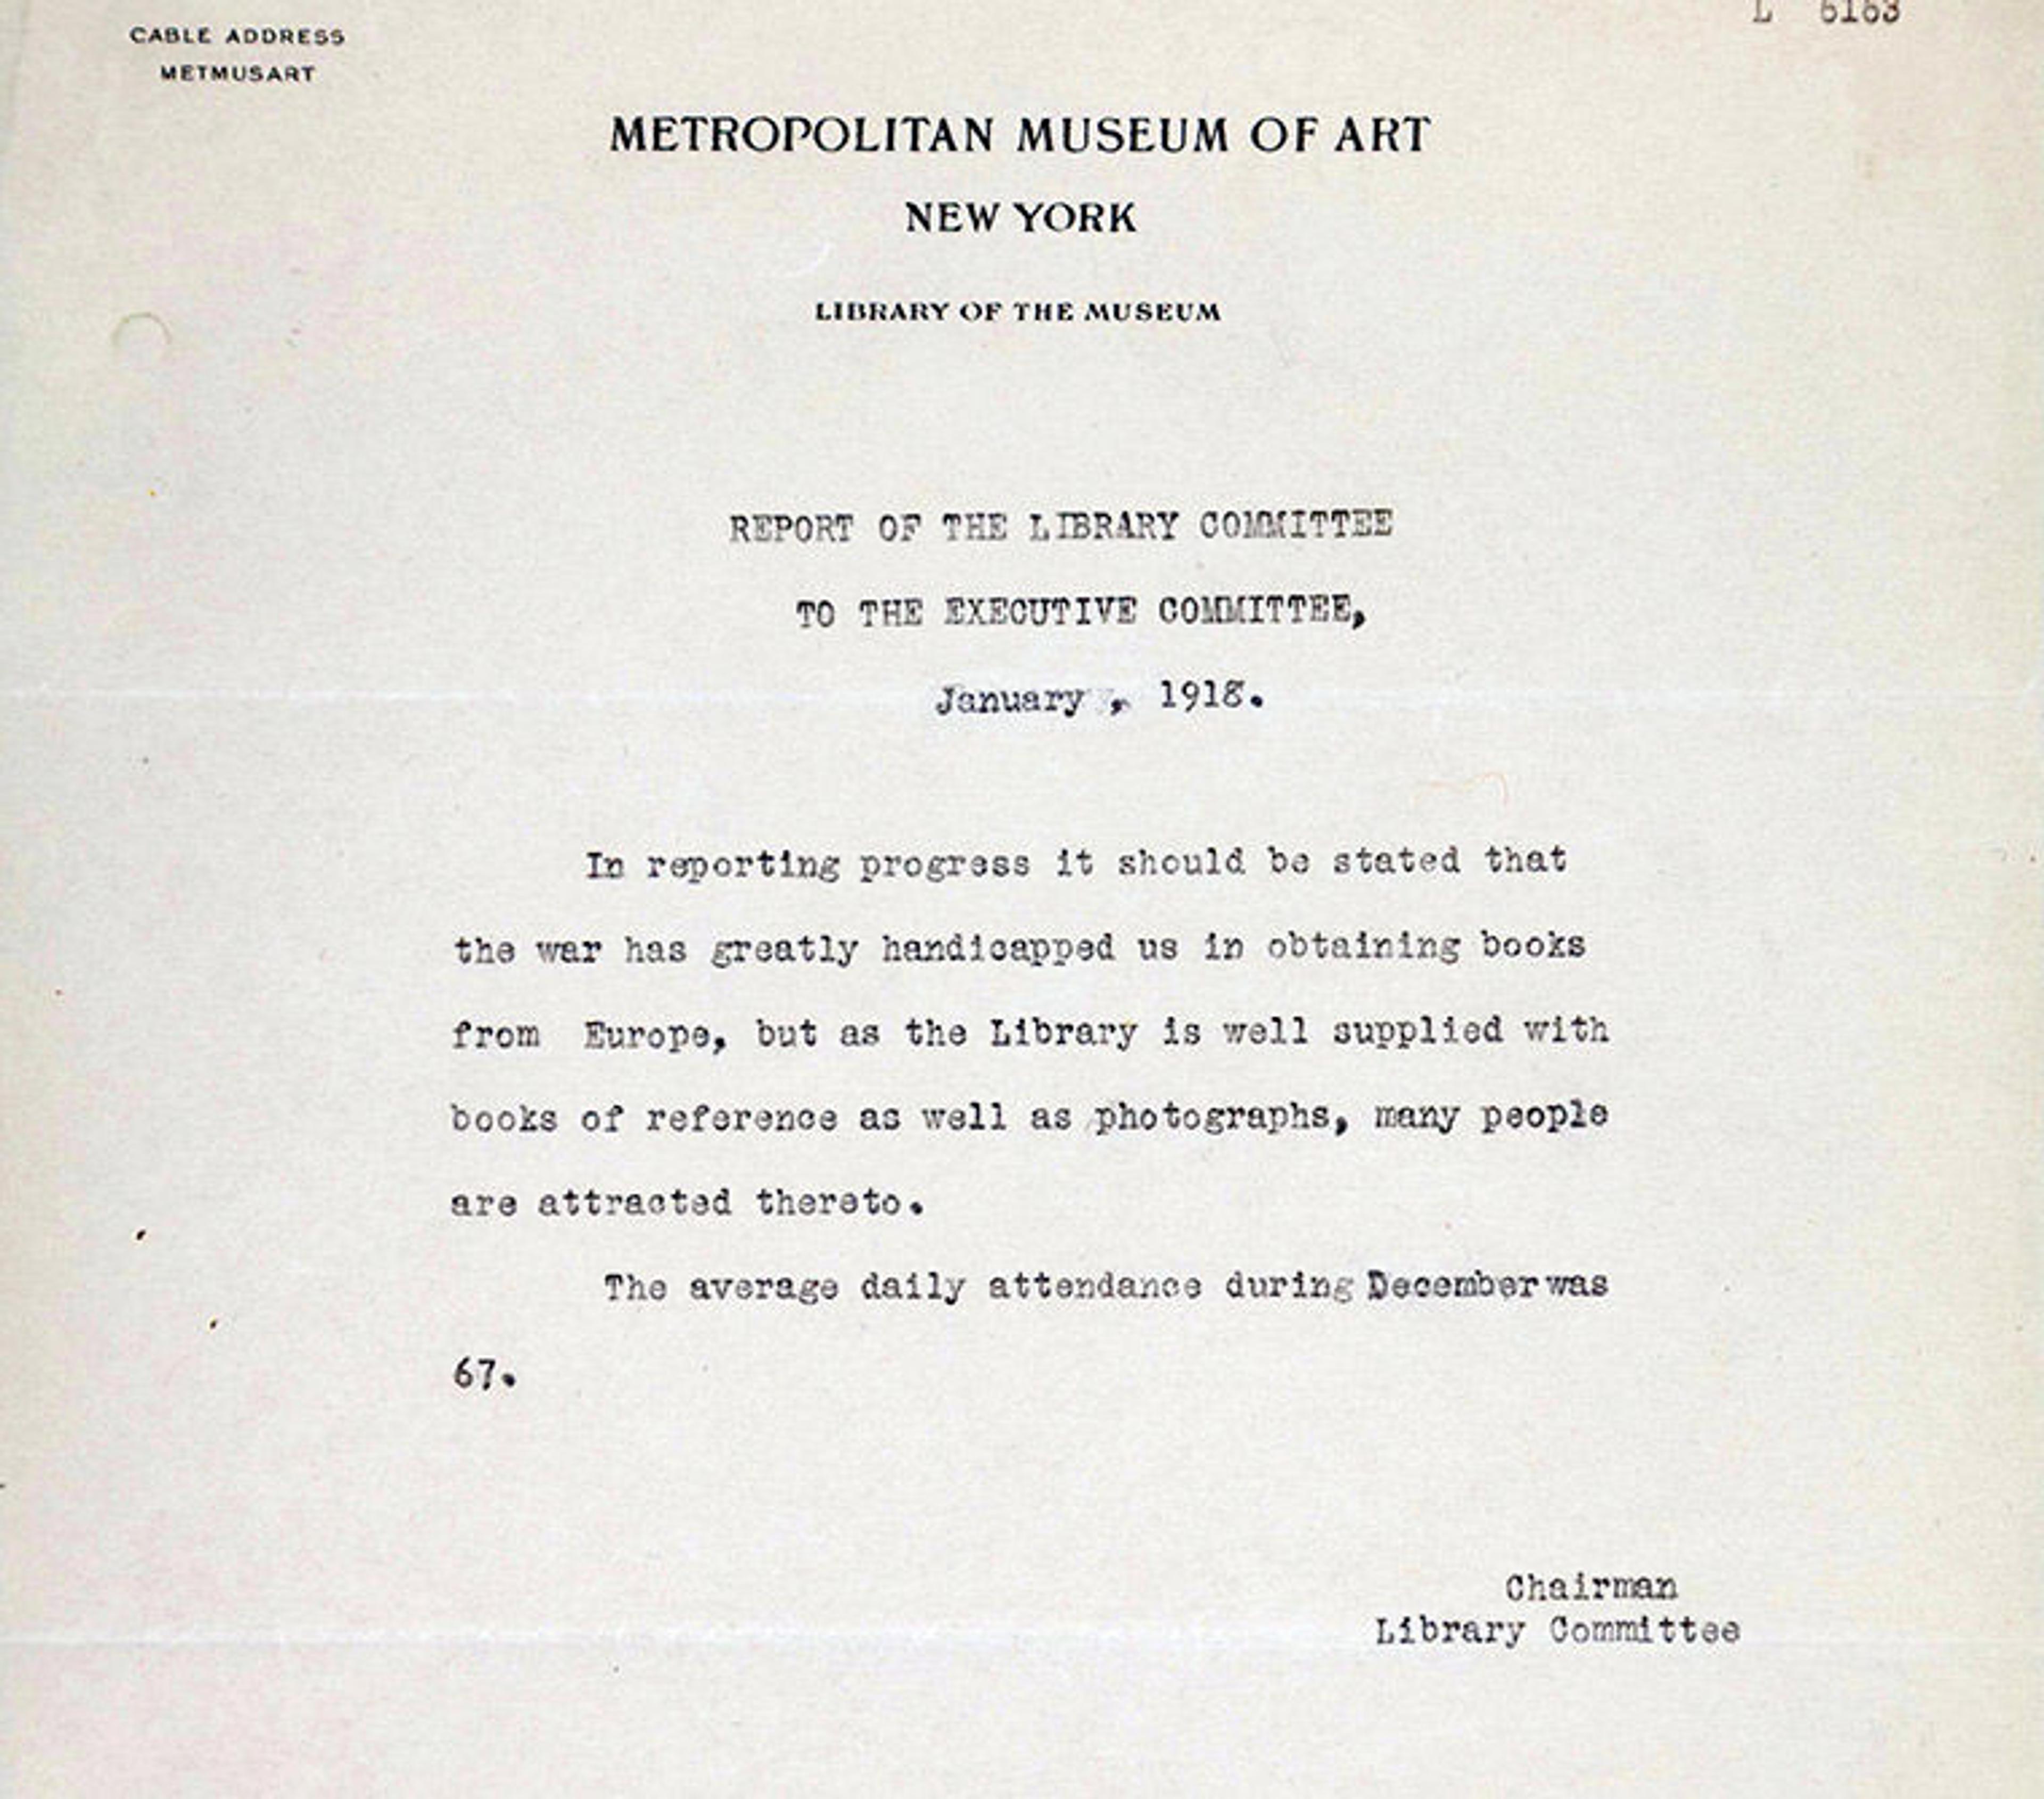 L 6163
CABLE ADDRESS
METMUSART
METROPOLITAN MUSEUM OF ART
NEW YORK
LIBRARY OF THE MUSEUM
REPORT OF THE LIBRARY COMMITTEE
TO THE EXECUTIVE COMMITTEE,
January , 1918.
In reporting progress it should be stated that
the war has greatly handicapped us in obtaining books
from Europe, but as the Library is well supplied with
books of reference as well as photographs, many people
are attracted thereto.
The average daily attendance during December was
67.
Chairman
Library Committee